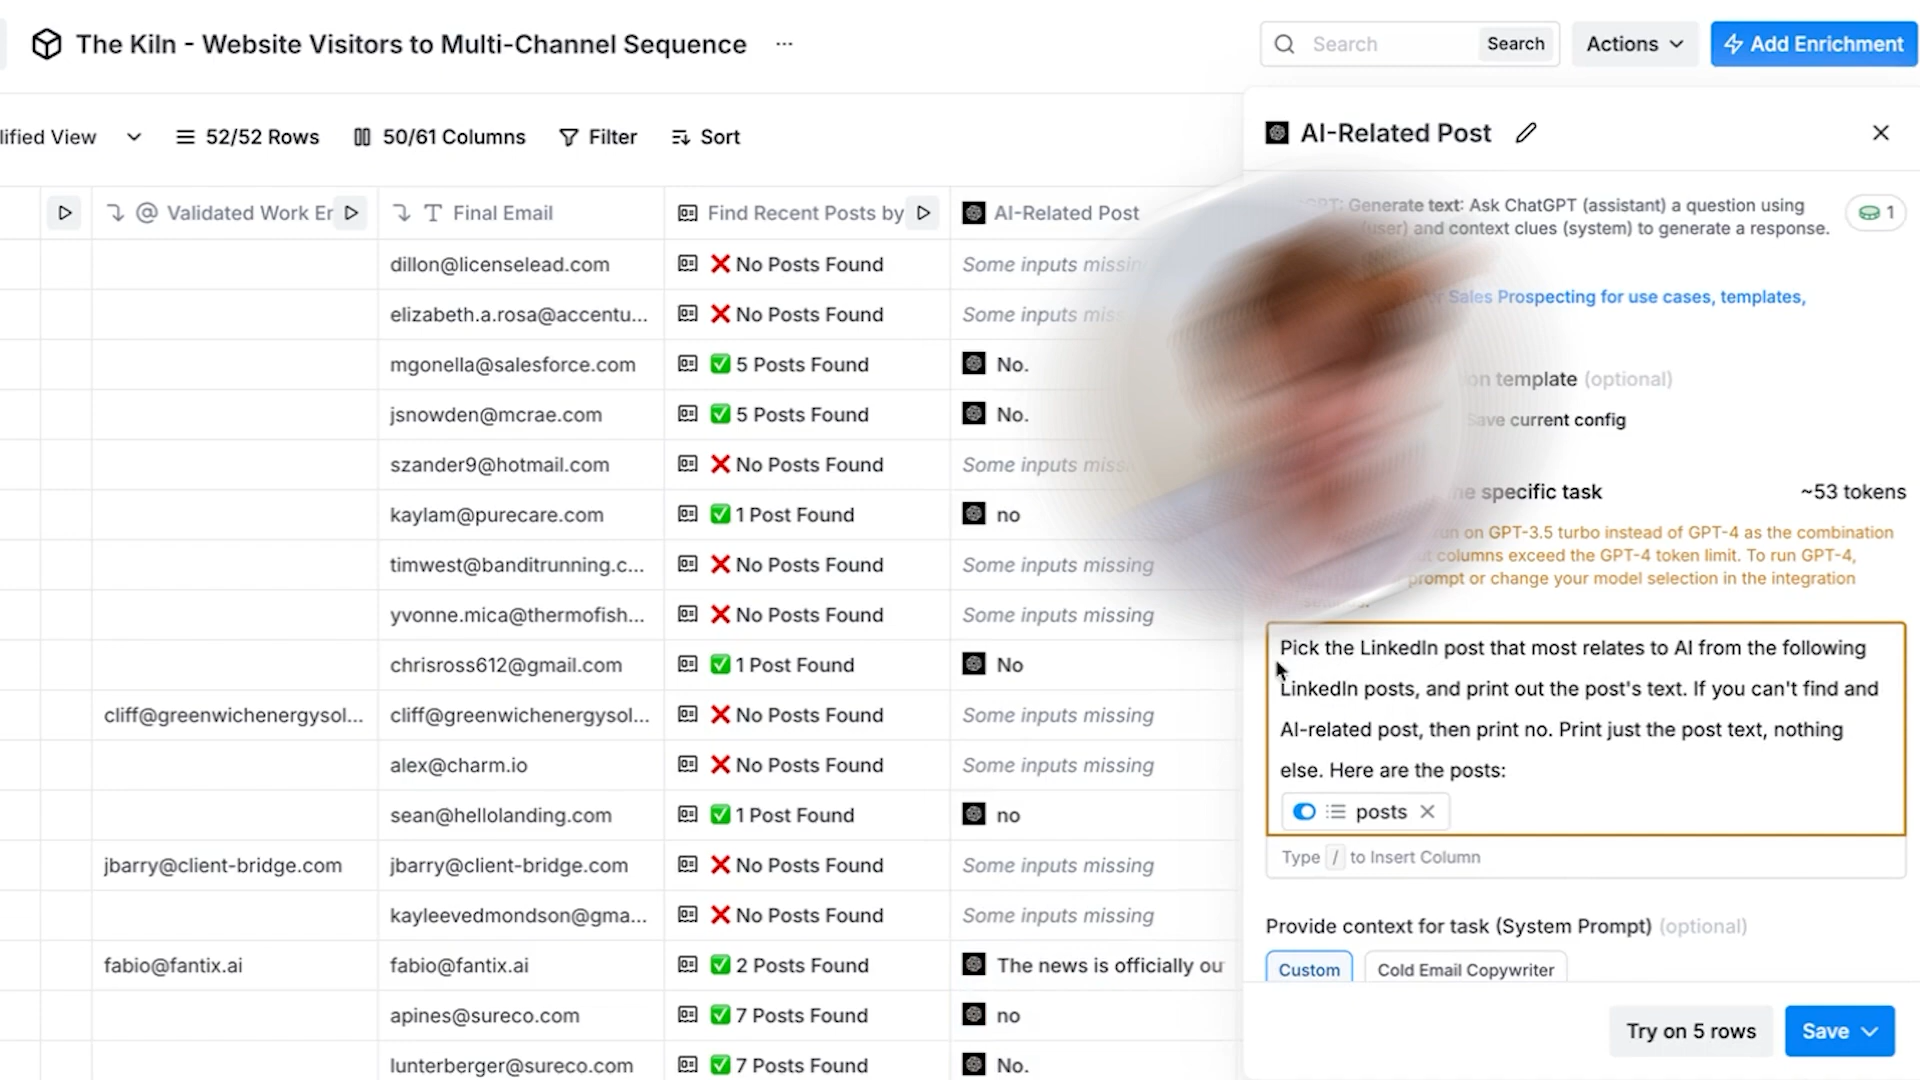 The Kiln - Website Visitors to Multi-Channel Sequence ...
Search Search Actions Add Enrichment
lified View 52/52 Rows 50/61 Columns Filter Sort
Validated Work Er Final Email Find Recent Posts by AI-Related Post
dillon@licenselead.com ❌ No Posts Found Some inputs missin
elizabeth.a.rosa@accentu... ❌ No Posts Found Some inputs miss
mgonella@salesforce.com ✅ 5 Posts Found No.
jsnowden@mcrae.com ✅ 5 Posts Found No.
szander9@hotmail.com ❌ No Posts Found Some inputs miss
kaylam@purecare.com ✅ 1 Post Found no
timwest@banditrunning.c... ❌ No Posts Found Some inputs missing
yvonne.mica@thermofish... ❌ No Posts Found Some inputs missing
chrisross612@gmail.com ✅ 1 Post Found No
cliff@greenwichenergysol... cliff@greenwichenergysol... ❌ No Posts Found Some inputs missing
alex@charm.io ❌ No Posts Found Some inputs missing
sean@hellolanding.com ✅ 1 Post Found no
jbarry@client-bridge.com jbarry@client-bridge.com ❌ No Posts Found Some inputs missing
kayleevedmondson@gma... ❌ No Posts Found Some inputs missing
fabio@fantix.ai fabio@fantix.ai ✅ 2 Posts Found The news is officially ou
apines@sureco.com ✅ 7 Posts Found no
lunterberger@sureco.com ✅ 7 Posts Found No.
AI-Related Post
Generate text: Ask ChatGPT (assistant) a question using
(user) and context clues (system) to generate a response.
1
Sales Prospecting for use cases, templates,
template (optional)
Save current config
specific task ~53 tokens
run on GPT-3.5 turbo instead of GPT-4 as the combination
columns exceed the GPT-4 token limit. To run GPT-4,
prompt or change your model selection in the integration
Pick the LinkedIn post that most relates to AI from the following
LinkedIn posts, and print out the post's text. If you can't find and
AI-related post, then print no. Print just the post text, nothing
else. Here are the posts:
posts
Type / to Insert Column
Provide context for task (System Prompt) (optional)
Custom Cold Email Copywriter
Try on 5 rows Save